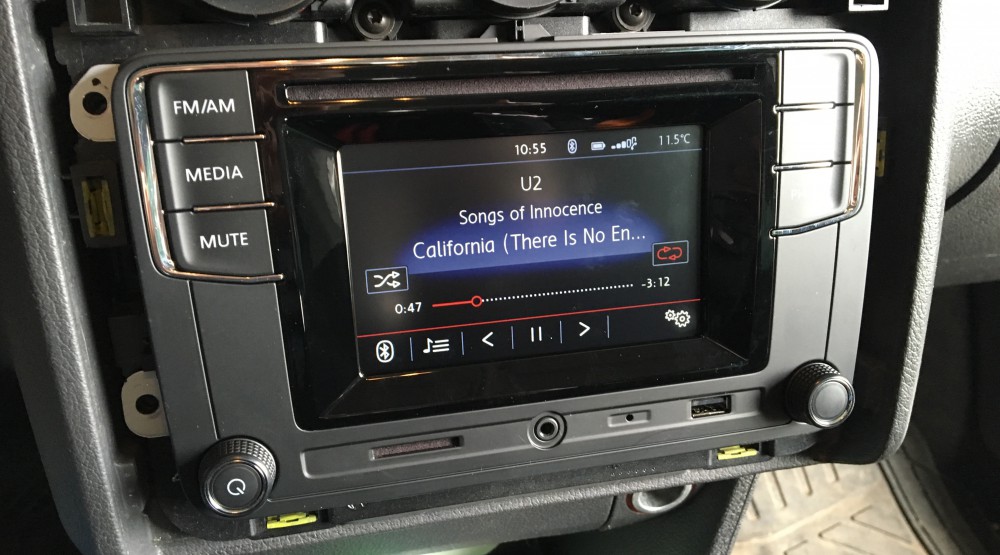 FM/AM
MEDIA
MUTE
10:55
11.5°C
U2
Songs of Innocence
California (There Is No En...
0:47
-3:12